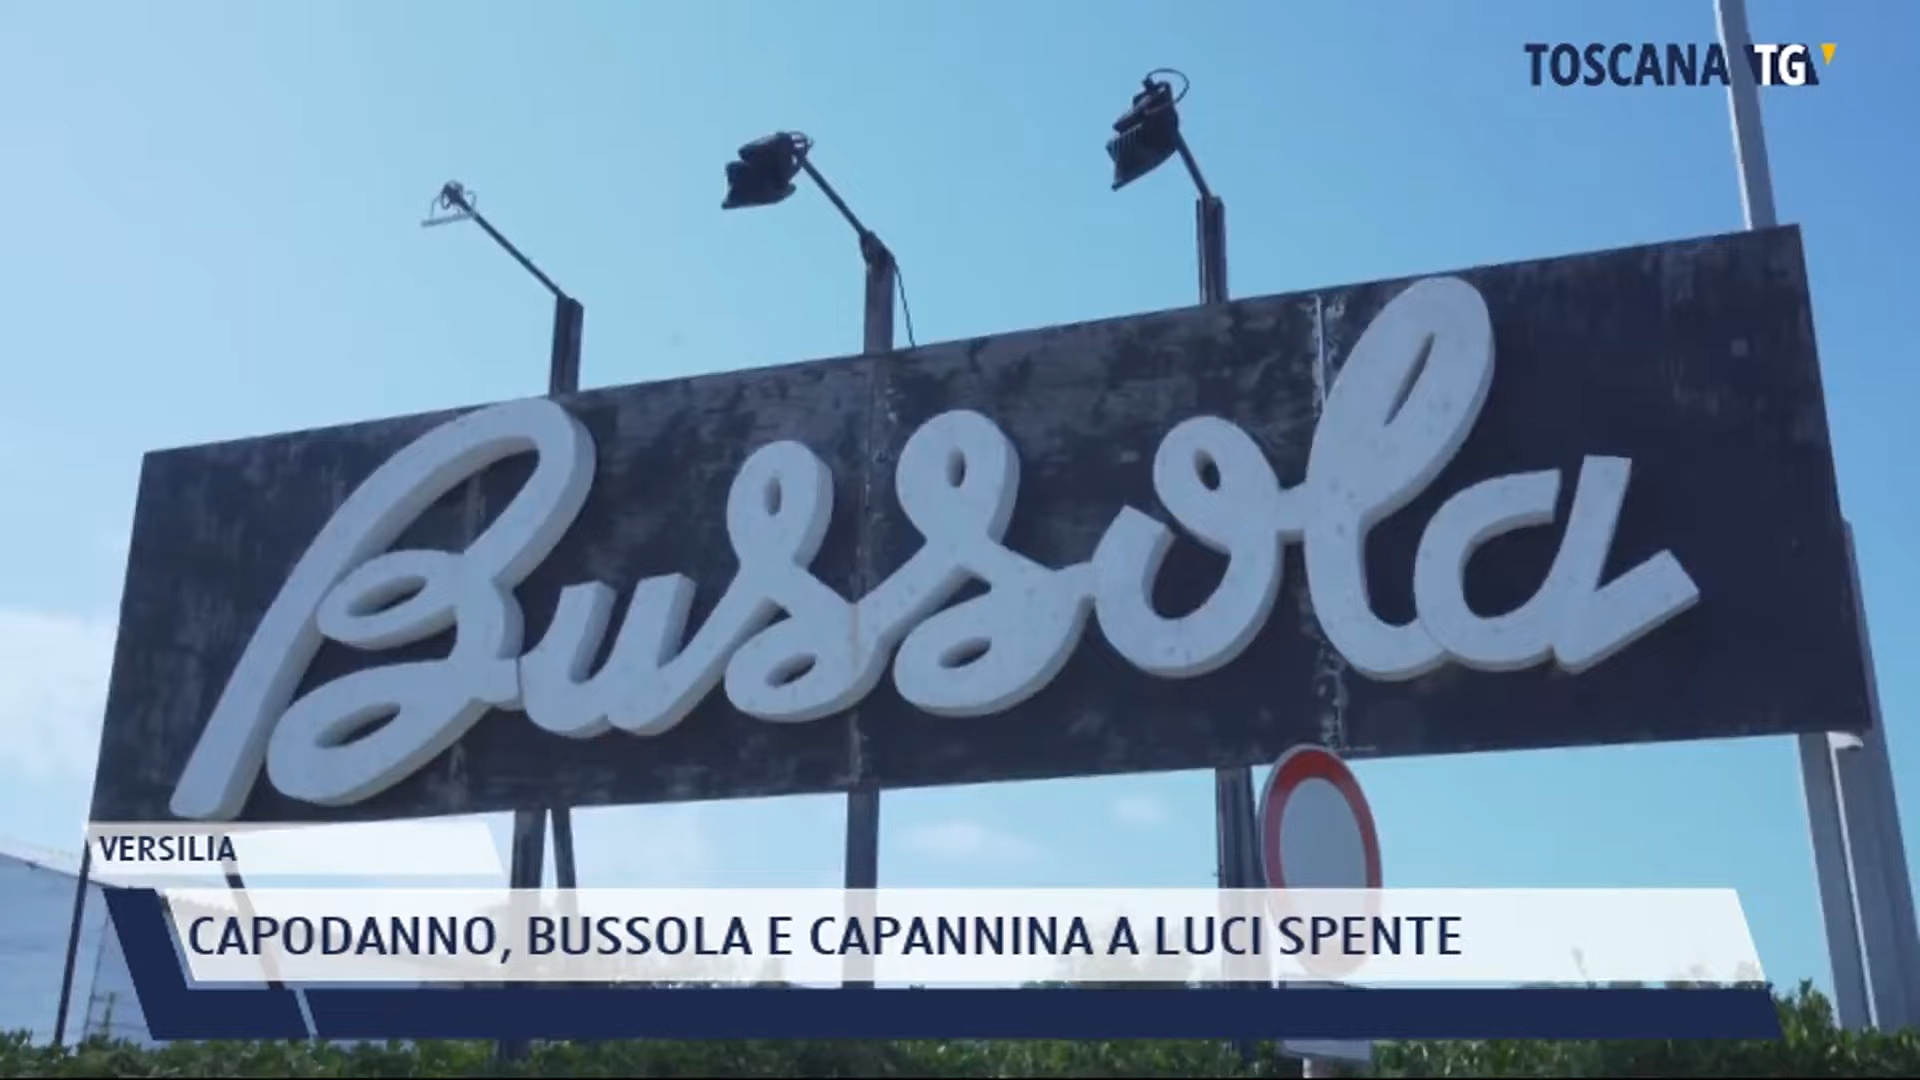 TOSCANA TG
Bussola
VERSILIA
CAPODANNO, BUSSOLA E CAPANNINA A LUCI SPENTE